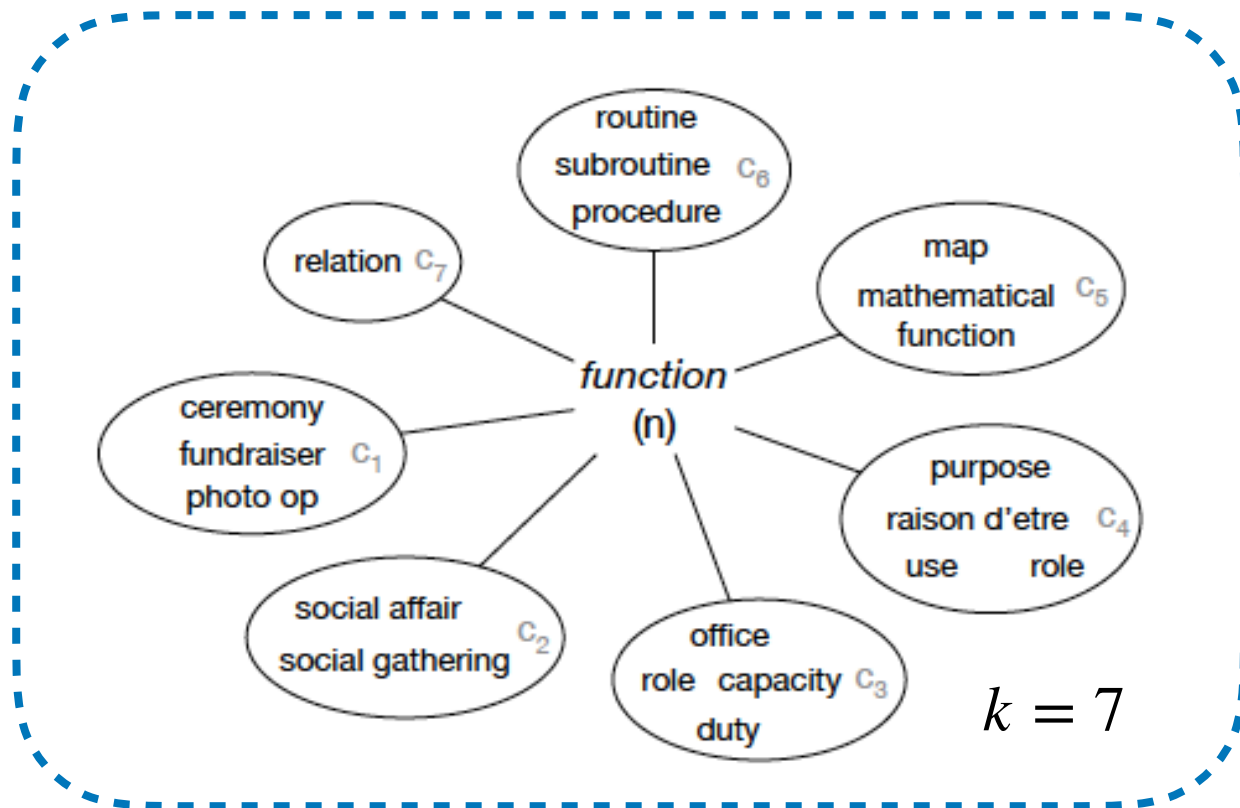 routine
subroutine c₆
procedure
relation c₇
map
mathematical c₅
function
function
(n)
ceremony
fundraiser c₁
photo op
purpose
raison d'etre c₄
use role
social affair
c₂
social gathering
office
role capacity c₃
duty
k = 7